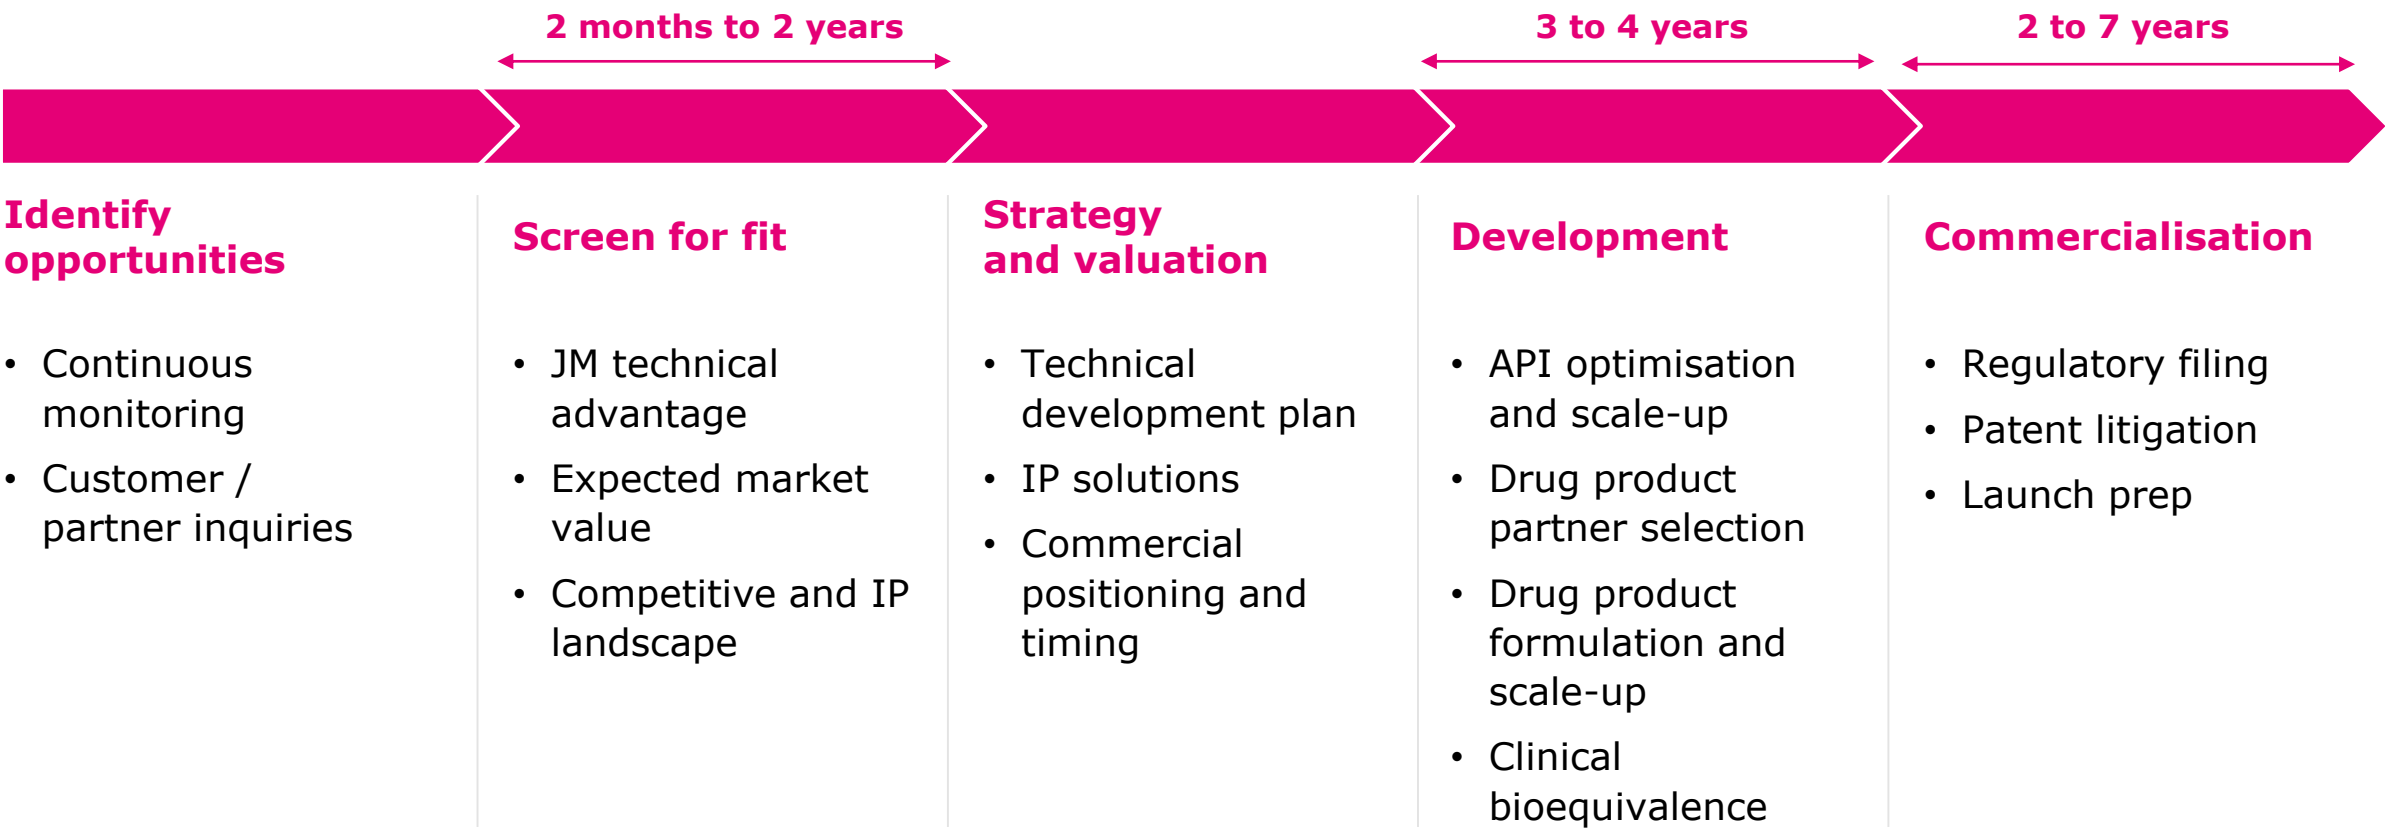 2 months to 2 years
3 to 4 years
2 to 7 years
Identify
opportunities
• Continuous
monitoring
• Customer /
partner inquiries
Screen for fit
• JM technical
advantage
• Expected market
value
• Competitive and IP
landscape
Strategy
and valuation
• Technical
development plan
• IP solutions
• Commercial
positioning and
timing
Development
• API optimisation
and scale-up
• Drug product
partner selection
• Drug product
formulation and
scale-up
• Clinical
bioequivalence
Commercialisation
• Regulatory filing
• Patent litigation
• Launch prep